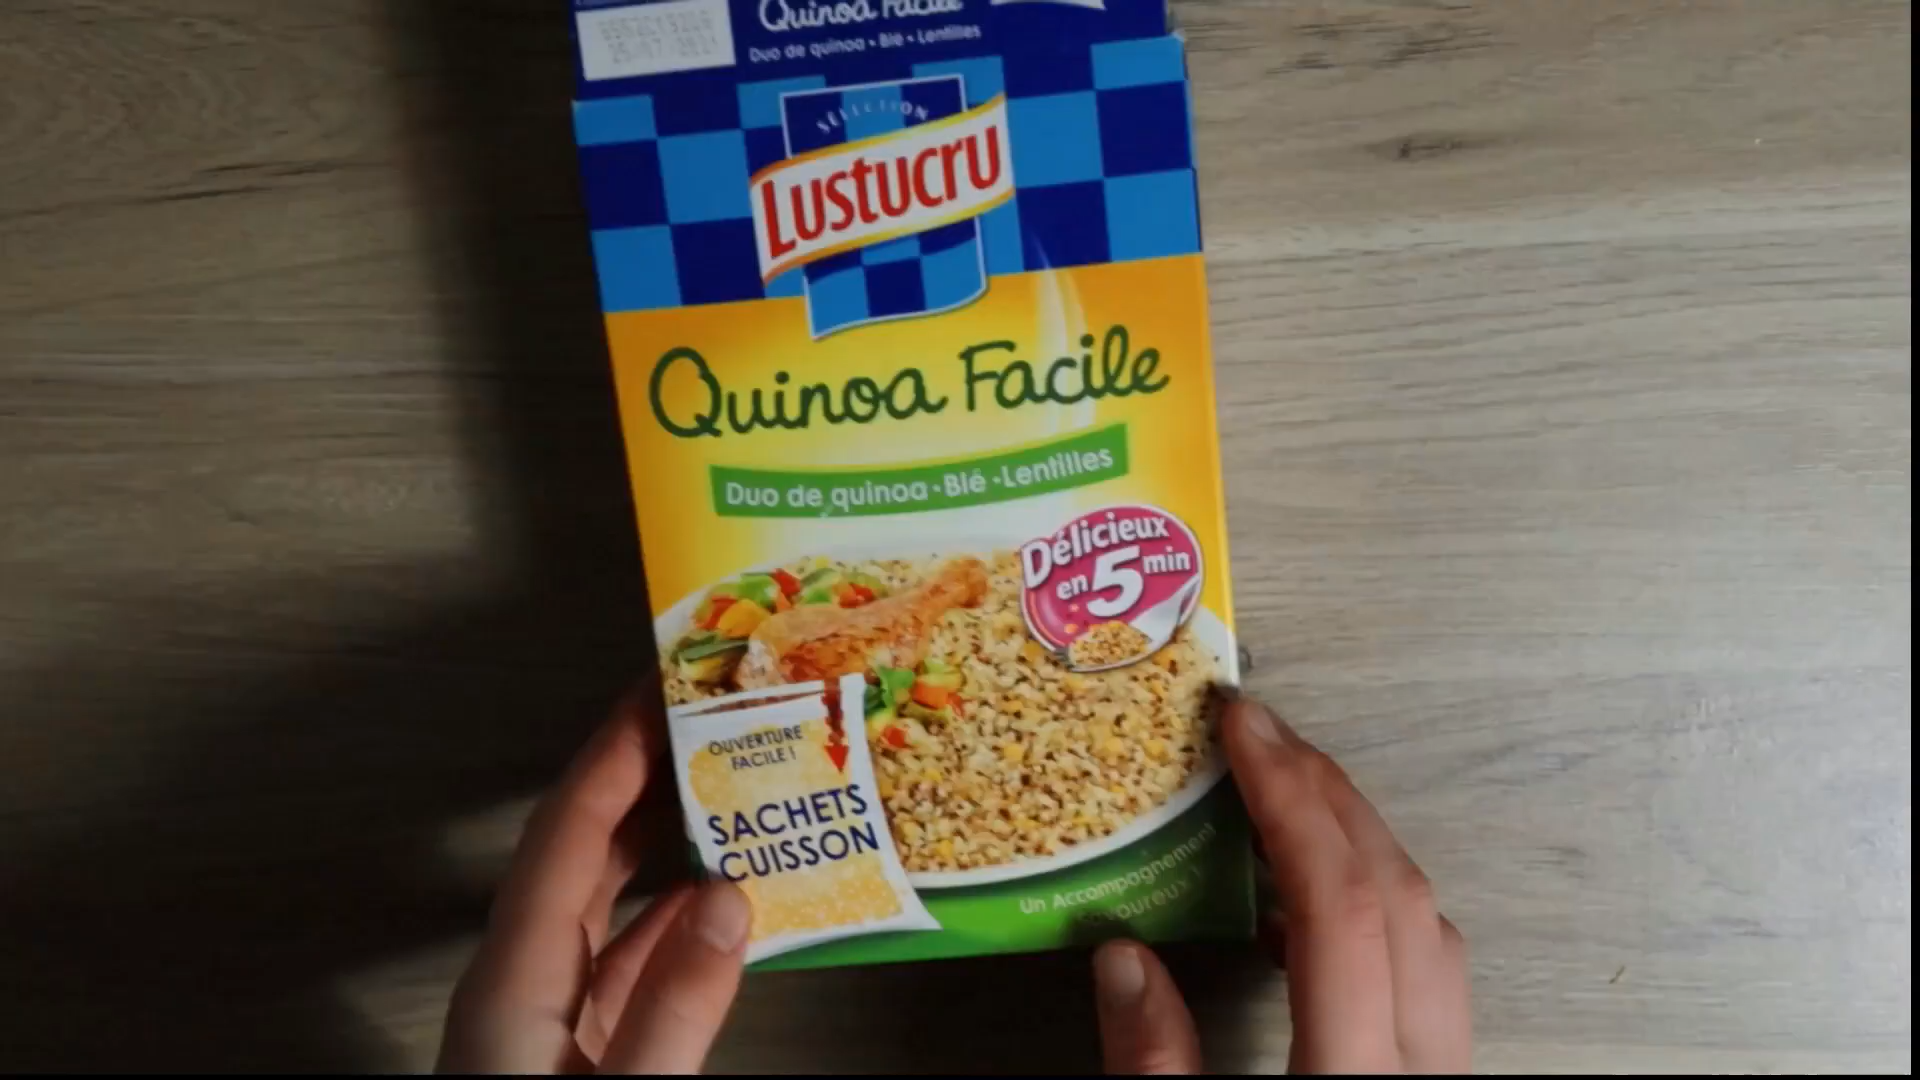 Quinoa Facile
Duo de quinoa • Blé • Lentilles
SÉLECTION
LUSTUCRU
Quinoa Facile
Duo de quinoa • Blé • Lentilles
Délicieux
en 5 min
OUVERTURE
FACILE !
SACHETS
CUISSON
Un Accompagnement